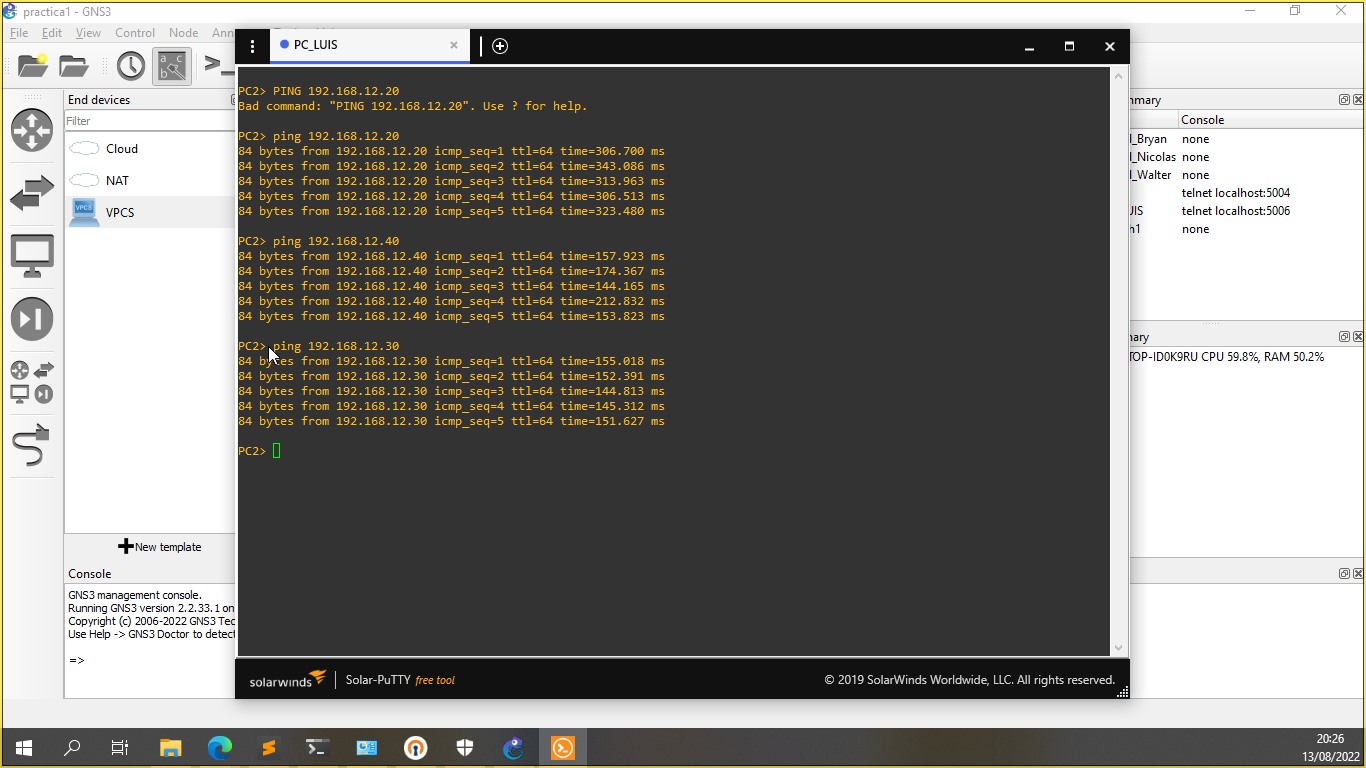 practica1 - GNS3
File Edit View Control Node Ann
PC_LUIS
End devices
Filter
Cloud
NAT
VPCS
VPCS
New template
Console
GNS3 management console.
Running GNS3 version 2.2.33.1 on
Copyright (c) 2006-2022 GNS3 Tec
Use Help -> GNS3 Doctor to detect
=>
PC2> PING 192.168.12.20
Bad command: "PING 192.168.12.20". Use ? for help.
PC2> ping 192.168.12.20
84 bytes from 192.168.12.20 icmp_seq=1 ttl=64 time=306.700 ms
84 bytes from 192.168.12.20 icmp_seq=2 ttl=64 time=343.086 ms
84 bytes from 192.168.12.20 icmp_seq=3 ttl=64 time=313.963 ms
84 bytes from 192.168.12.20 icmp_seq=4 ttl=64 time=306.513 ms
84 bytes from 192.168.12.20 icmp_seq=5 ttl=64 time=323.480 ms
PC2> ping 192.168.12.40
84 bytes from 192.168.12.40 icmp_seq=1 ttl=64 time=157.923 ms
84 bytes from 192.168.12.40 icmp_seq=2 ttl=64 time=174.367 ms
84 bytes from 192.168.12.40 icmp_seq=3 ttl=64 time=144.165 ms
84 bytes from 192.168.12.40 icmp_seq=4 ttl=64 time=212.832 ms
84 bytes from 192.168.12.40 icmp_seq=5 ttl=64 time=153.823 ms
PC2> ping 192.168.12.30
84 bytes from 192.168.12.30 icmp_seq=1 ttl=64 time=155.018 ms
84 bytes from 192.168.12.30 icmp_seq=2 ttl=64 time=152.391 ms
84 bytes from 192.168.12.30 icmp_seq=3 ttl=64 time=144.813 ms
84 bytes from 192.168.12.30 icmp_seq=4 ttl=64 time=145.312 ms
84 bytes from 192.168.12.30 icmp_seq=5 ttl=64 time=151.627 ms
PC2>
solarwinds Solar-PuTTY free tool
© 2019 SolarWinds Worldwide, LLC. All rights reserved.
mmary
Console
l_Bryan none
l_Nicolas none
l_Walter none
telnet localhost:5004
UIS telnet localhost:5006
h1 none
mary
TOP-ID0K9RU CPU 59.8%, RAM 50.2%
20:26
13/08/2022